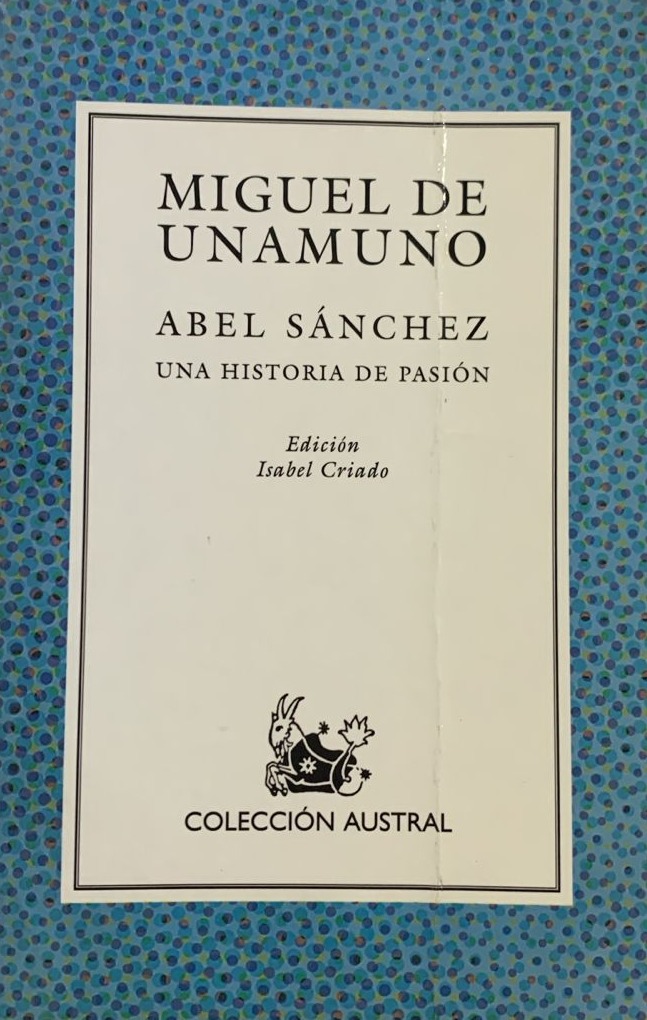 MIGUEL DE
UNAMUNO
ABEL SÁNCHEZ
UNA HISTORIA DE PASIÓN
Edición
Isabel Criado
COLECCIÓN AUSTRAL